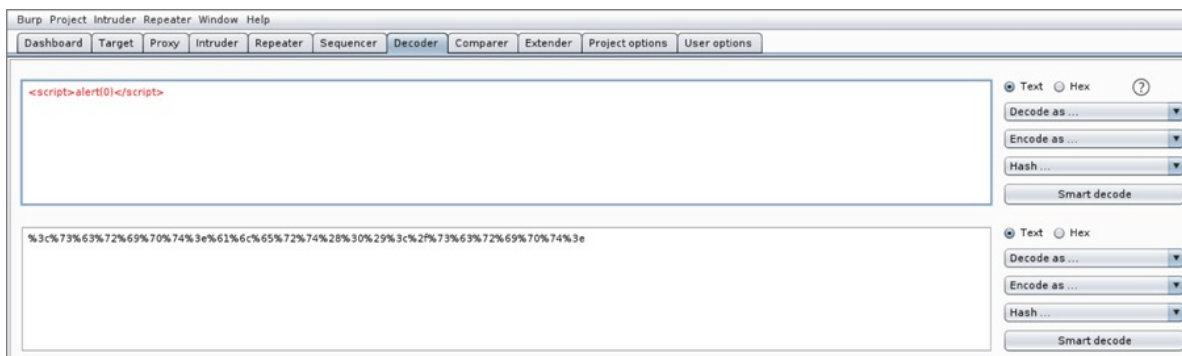 Burp Project Intruder Repeater Window Help
Dashboard Target Proxy Intruder Repeater Sequencer Decoder Comparer Extender Project options User options
<script>alert(0)</script>
Text Hex ?
Decode as ...
Encode as ...
Hash ...
Smart decode
%3c%73%63%72%69%70%74%3e%61%6c%65%72%74%28%30%29%3c%2f%73%63%72%69%70%74%3e
Text Hex
Decode as ...
Encode as ...
Hash ...
Smart decode